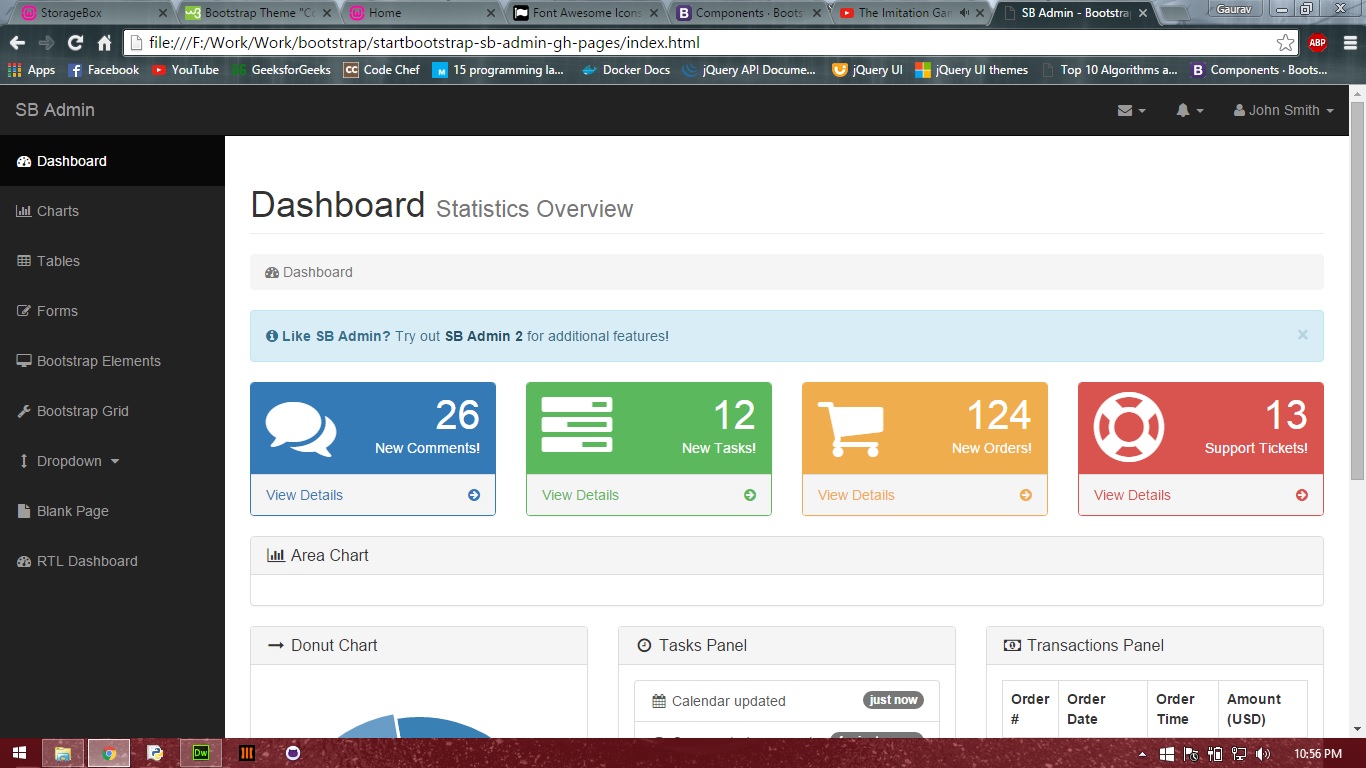 StorageBox
Bootstrap Theme "Co
Home
Font Awesome Icons
Components · Boots
The Imitation Gam
SB Admin - Bootstrap
Gaurav
file:///F:/Work/Work/bootstrap/startbootstrap-sb-admin-gh-pages/index.html
ABP
Apps
Facebook
YouTube
GeeksforGeeks
CC Code Chef
15 programming la...
Docker Docs
jQuery API Docume...
jQuery UI
jQuery UI themes
Top 10 Algorithms a...
B Components · Boots...
SB Admin
John Smith
Dashboard
Charts
Tables
Forms
Bootstrap Elements
Bootstrap Grid
Dropdown
Blank Page
RTL Dashboard
Dashboard Statistics Overview
Dashboard
Like SB Admin? Try out SB Admin 2 for additional features!
×
26
New Comments!
View Details
12
New Tasks!
View Details
124
New Orders!
View Details
13
Support Tickets!
View Details
Area Chart
Donut Chart
Tasks Panel
Calendar updated
just now
Transactions Panel
Order #
Order Date
Order Time
Amount (USD)
Dw
10:56 PM